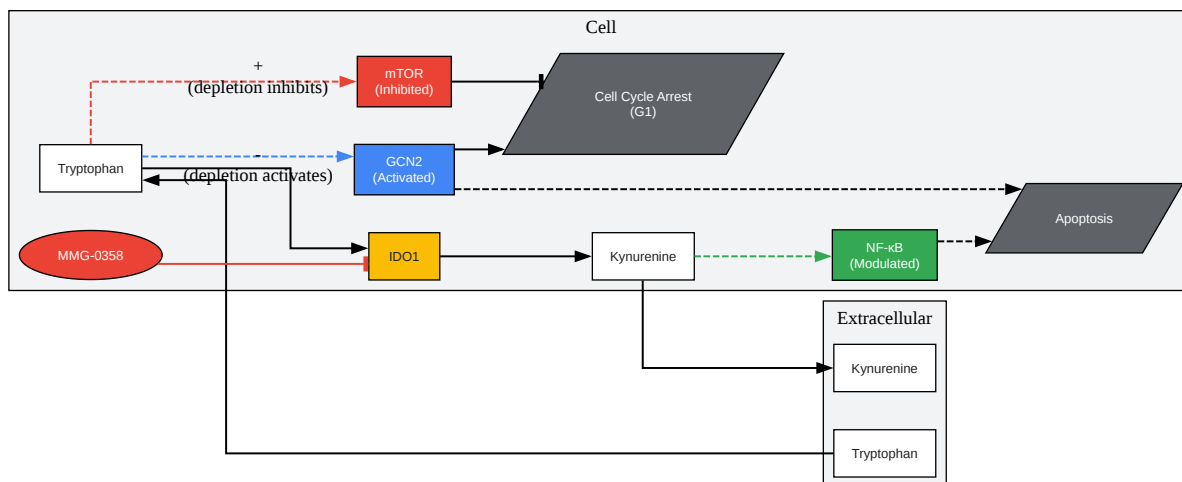 Cell
+
(depletion inhibits)
mTOR
(Inhibited)
Cell Cycle Arrest
(G1)
Tryptophan
-
(depletion activates)
GCN2
(Activated)
Apoptosis
MMG-0358
IDO1
Kynurenine
NF-κB
(Modulated)
Extracellular
Kynurenine
Tryptophan